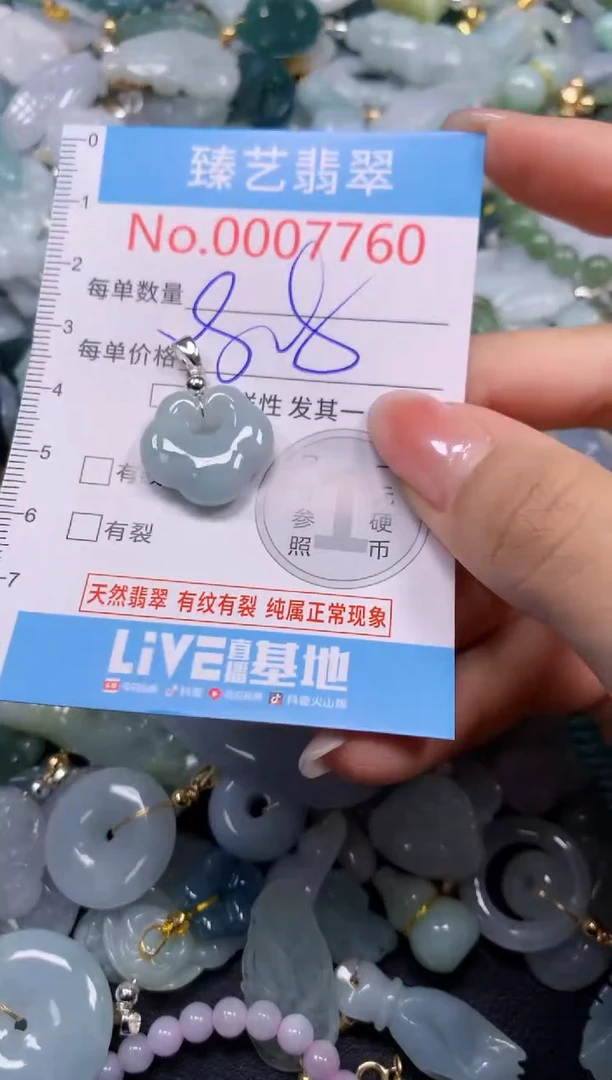 0
臻艺翡翠
1
No.0007760
2
每单数量
3
每单价格
4
性 发其一
5
有
6
有裂
参 硬
照 币
7
天然翡翠 有纹有裂 纯属正常现象
LiVE直播基地
抖音 抖音火山版